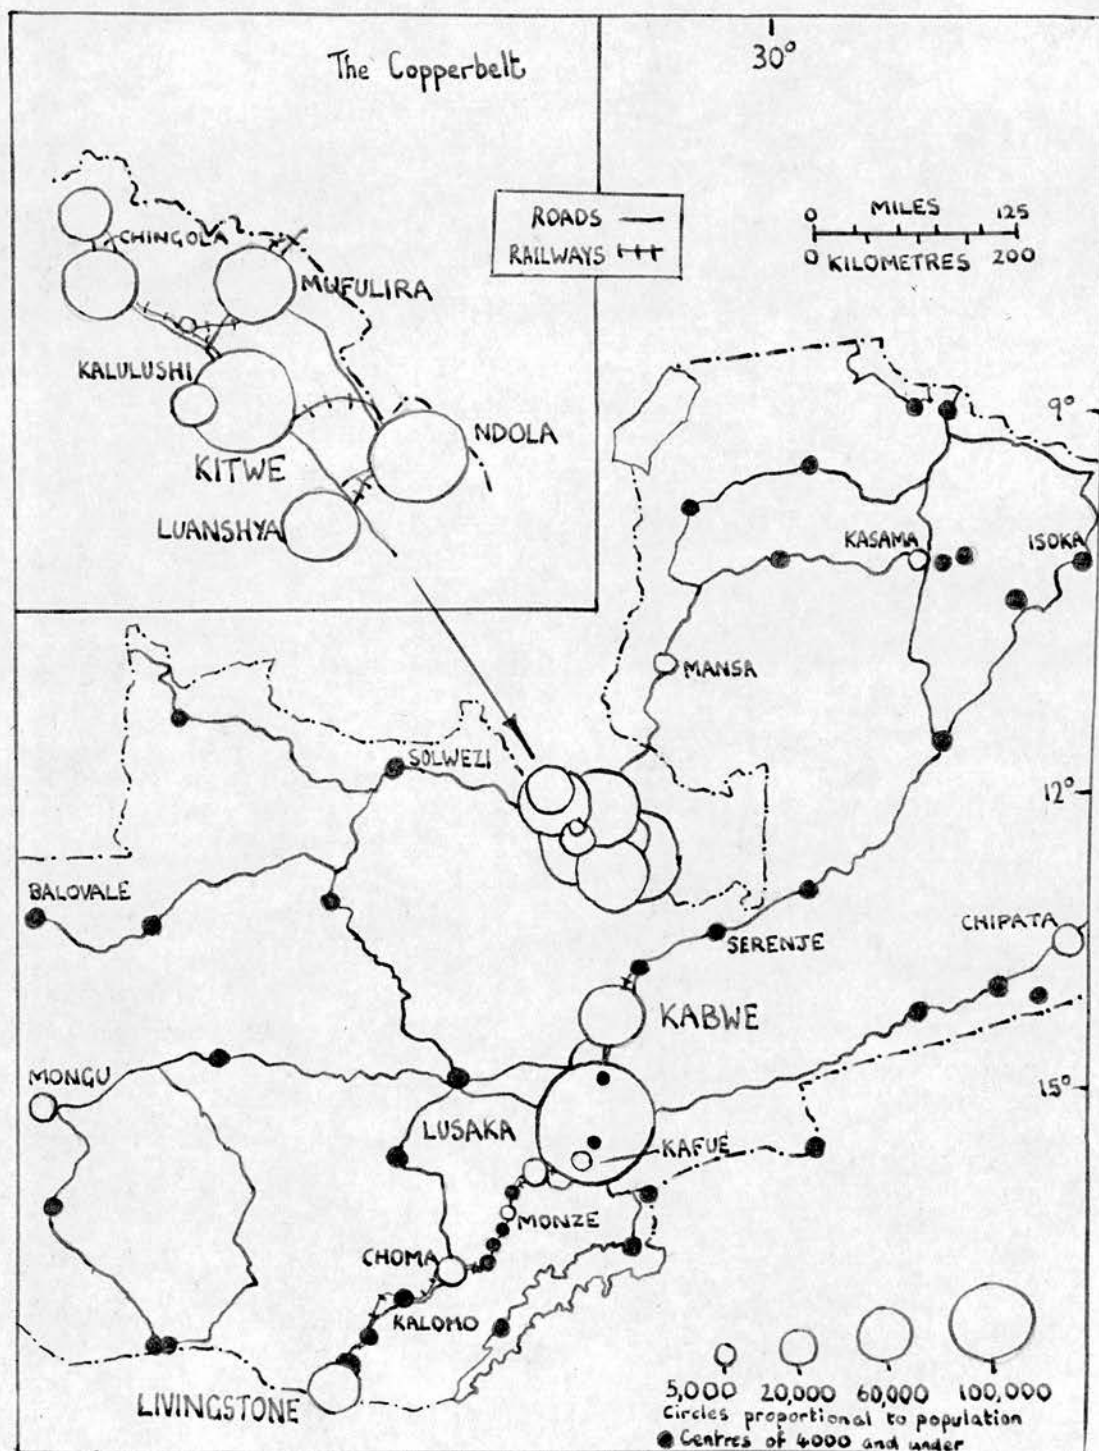 The Copperbelt
30°
ROADS
RAILWAYS
0 MILES 125
0 KILOMETRES 200
CHINGOLA
MUFULIRA
KALULUSHI
KITWE
NDOLA
LUANSHYA
9°
KASAMA
ISOKA
MANSA
SOLWEZI
12°
BALOVALE
CHIPATA
SERENJE
KABWE
MONGU
15°
LUSAKA
KAFUE
MONZE
CHOMA
KALOMO
LIVINGSTONE
5,000 20,000 60,000 100,000
Circles proportional to population
Centres of 4000 and under